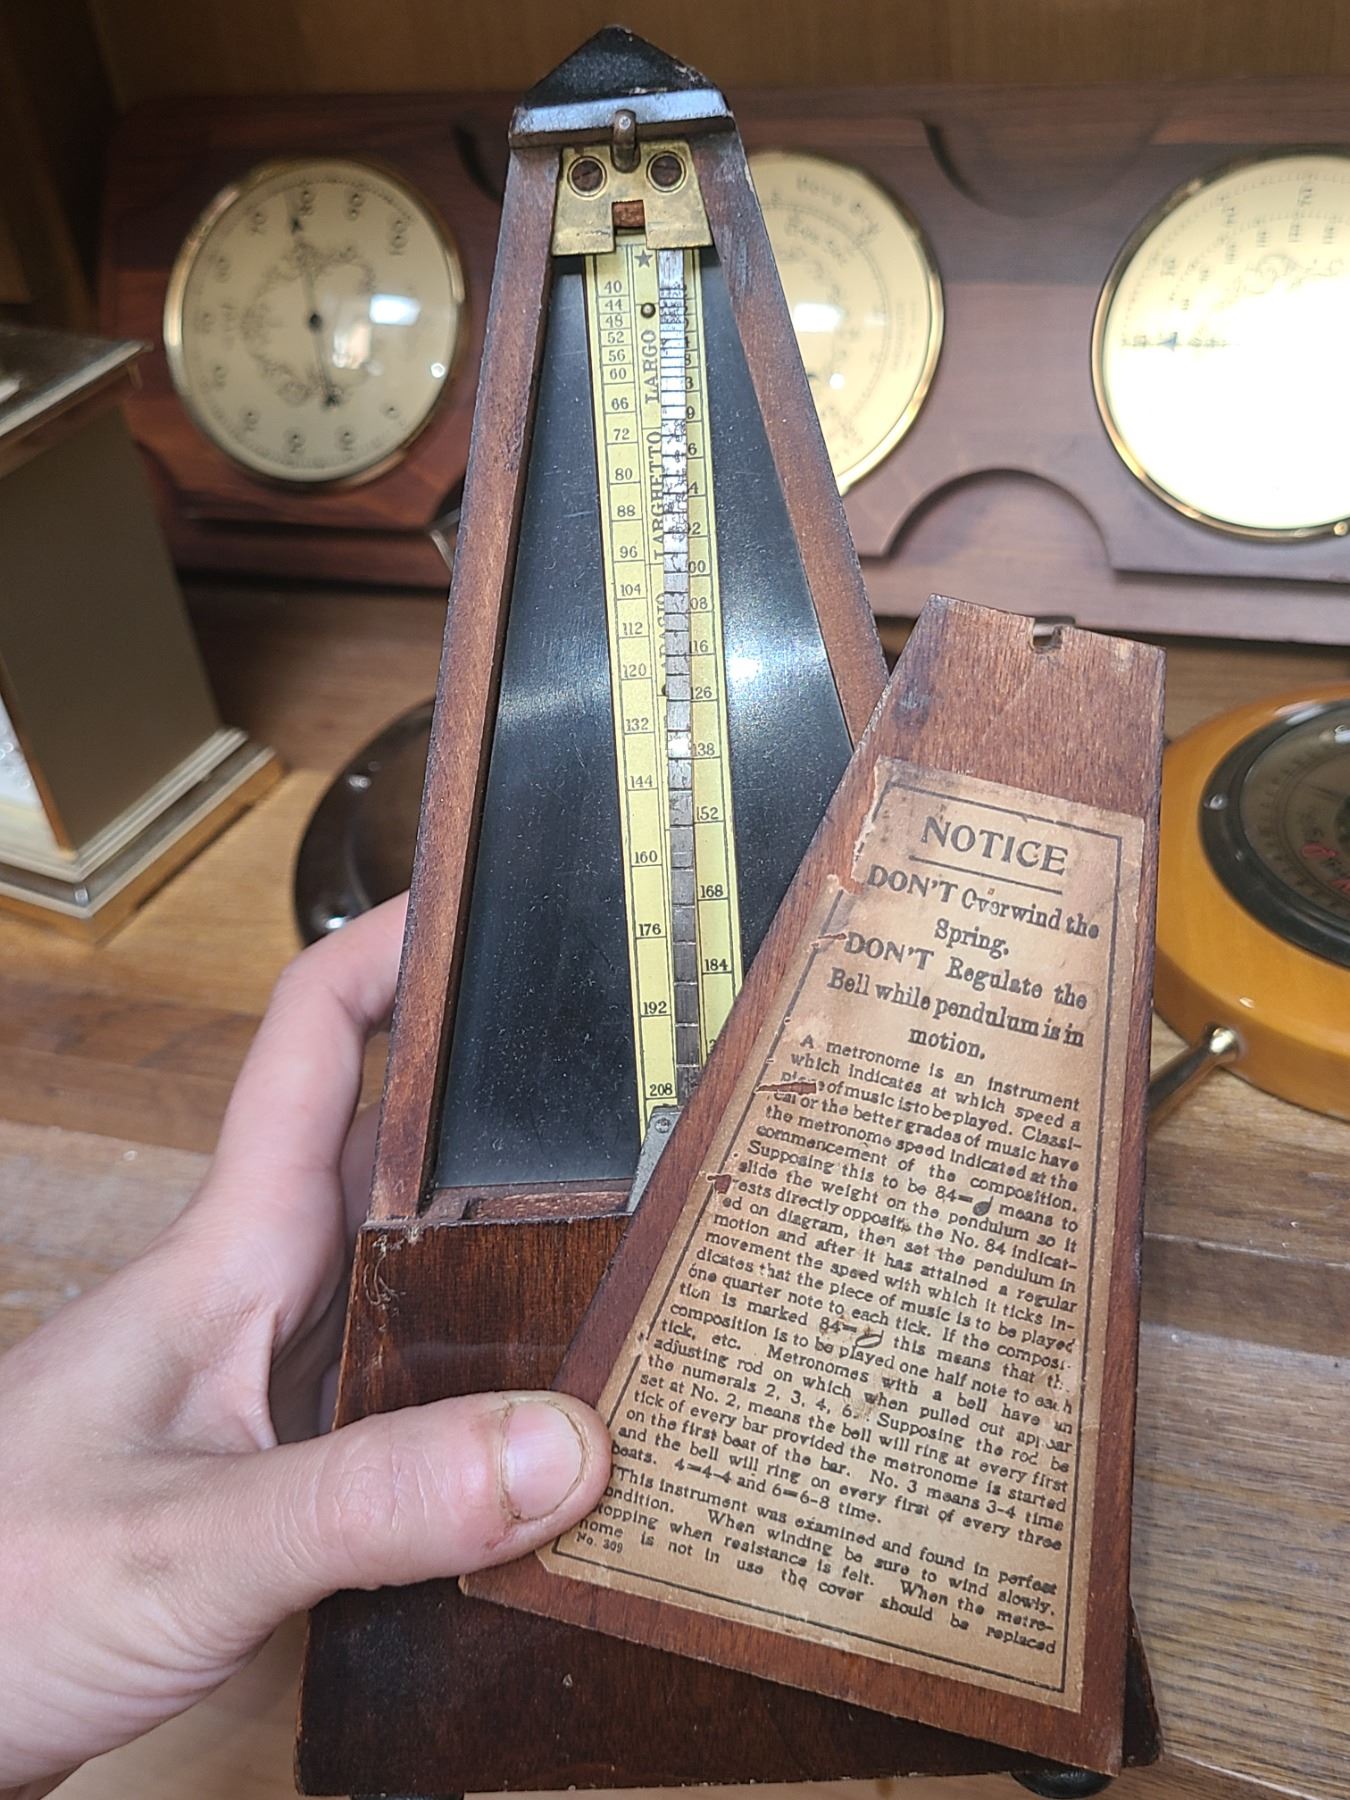 40
44
48
52
56
60
66
72
80
88
96
104
112
120
132
144
160
176
192
208
LARGO
LARGHETTO
126
138
152
168
184
NOTICE
DON'T Overwind the
Spring,
DON'T Regulate the
Bell while pendulum is in
motion.
A metronome is an instrument
which indicates at which speed a
piece of music is to be played. Classi-
cal or the better grades of music have
the metronome speed indicated at the
commencement of the composition.
Supposing this to be 84=♩ means to
slide the weight on the pendulum so it
rests directly opposite the No. 84 indicat-
ed on diagram, then set the pendulum in
motion and after it has attained a regular
movement the speed with which it ticks in-
dicates that the piece of music is to be played
one quarter note to each tick. If the composi-
tion is marked 84= this means that the
composition is to be played one half note to each
tick, etc. Metronomes with a bell have an
adjusting rod on which when pulled out appear
the numerals 2, 3, 4, 6. Supposing the rod be
set at No. 2, means the bell will ring at every first
tick of every bar provided the metronome is started
on the first beat of the bar. No. 3 means 3-4 time
and the bell will ring on every first of every three
beats. 4=4-4 and 6=6-8 time.
This instrument was examined and found in perfect
condition. When winding be sure to wind slowly,
stopping when resistance is felt. When the metro-
nome is not in use the cover should be replaced
No. 309